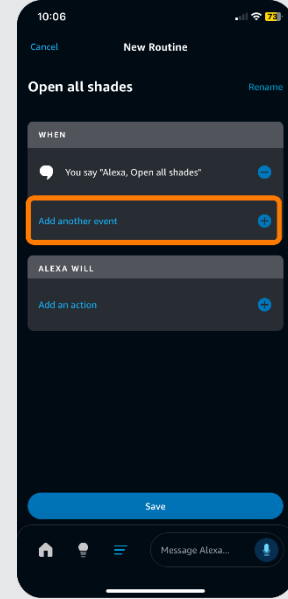 10:06
73
Cancel
New Routine
Open all shades
Rename
WHEN
You say "Alexa, Open all shades"
Add another event
ALEXA WILL
Add an action
Save
Message Alexa...